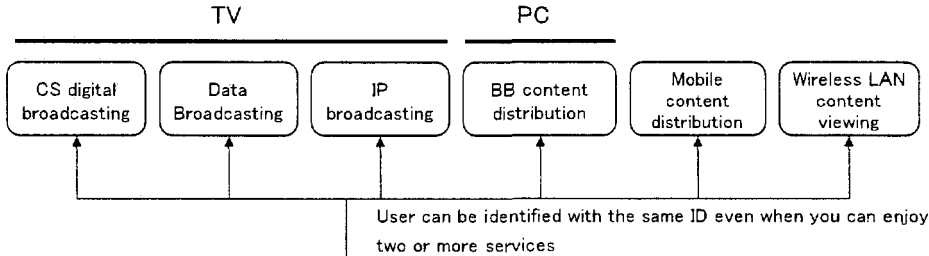 TV
PC
CS digital
broadcasting
Data
Broadcasting
IP
broadcasting
BB content
distribution
Mobile
content
distribution
Wireless LAN
content
viewing
User can be identified with the same ID even when you can enjoy
two or more services